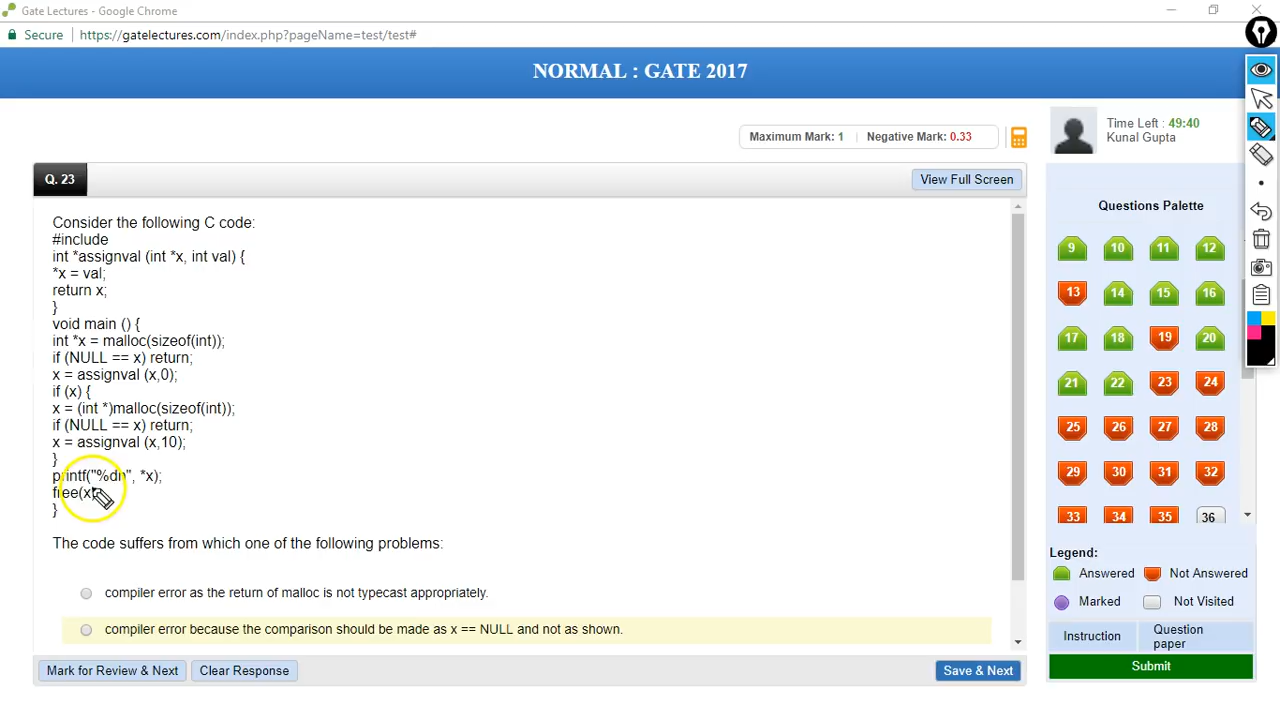 Gate Lectures - Google Chrome
Secure | https://gatelectures.com/index.php?pageName=test/test#
NORMAL : GATE 2017
Maximum Mark: 1 | Negative Mark: 0.33
Time Left : 49:40
Kunal Gupta
Q. 23
View Full Screen
Consider the following C code:
#include
int *assignval (int *x, int val) {
*x = val;
return x;
}
void main () {
int *x = malloc(sizeof(int));
if (NULL == x) return;
x = assignval (x,0);
if (x) {
x = (int *)malloc(sizeof(int));
if (NULL == x) return;
x = assignval (x,10);
}
printf("%dn", *x);
free(x);
}
The code suffers from which one of the following problems:
compiler error as the return of malloc is not typecast appropriately.
compiler error because the comparison should be made as x == NULL and not as shown.
Mark for Review & Next
Clear Response
Save & Next
Questions Palette
9 10 11 12
13 14 15 16
17 18 19 20
21 22 23 24
25 26 27 28
29 30 31 32
33 34 35 36
Legend:
Answered
Not Answered
Marked
Not Visited
Instruction
Question
paper
Submit